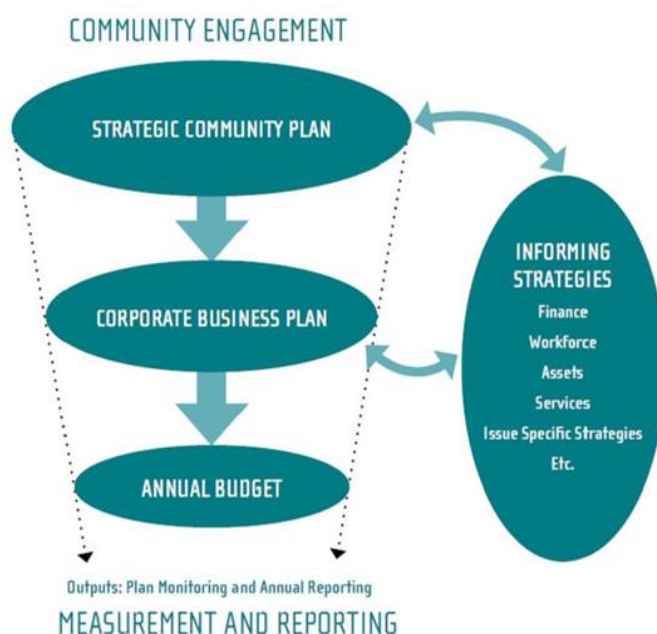 COMMUNITY ENGAGEMENT
STRATEGIC COMMUNITY PLAN
CORPORATE BUSINESS PLAN
ANNUAL BUDGET
INFORMING
STRATEGIES
Finance
Workforce
Assets
Services
Issue Specific Strategies
Etc.
Outputs: Plan Monitoring and Annual Reporting
MEASUREMENT AND REPORTING